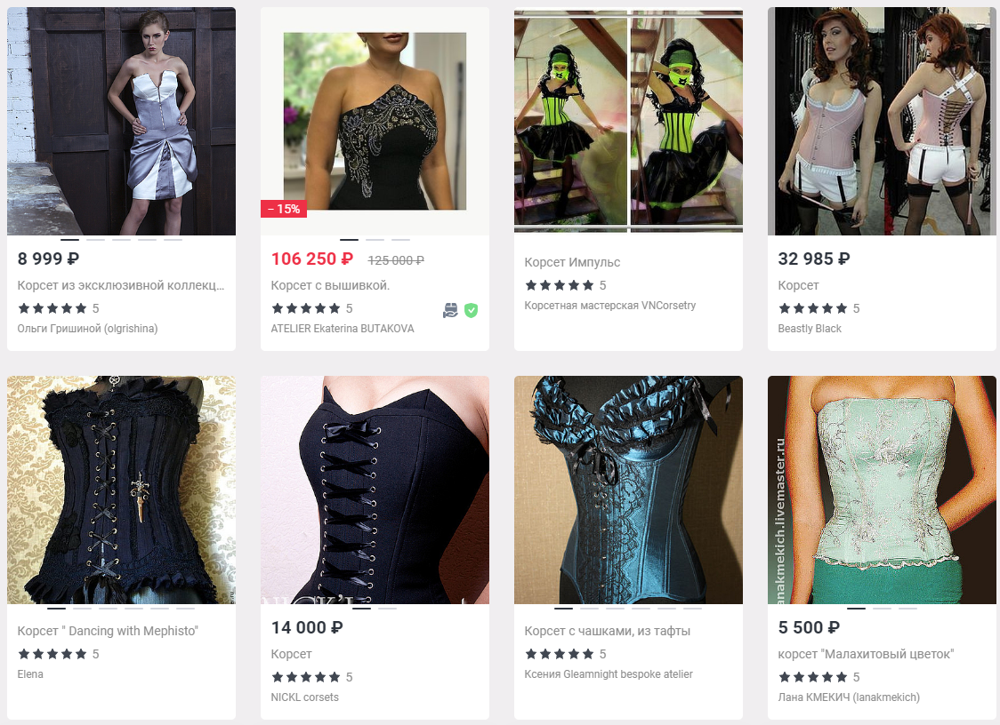 – 15%
8 999 ₽
Корсет из эксклюзивной коллекц...
5
Ольги Гришиной (olgrishina)
106 250 ₽ 125 000 ₽
Корсет с вышивкой.
5
ATELIER Ekaterina BUTAKOVA
Корсет Импульс
5
Корсетная мастерская VNCorsetry
32 985 ₽
Корсет
5
Beastly Black
Корсет " Dancing with Mephisto"
5
Elena
14 000 ₽
Корсет
5
NICKL corsets
Корсет с чашками, из тафты
5
Ксения Gleamnight bespoke atelier
anakmekich.livemaster.ru
5 500 ₽
корсет "Малахитовый цветок"
5
Лана КМЕКИЧ (lanakmekich)